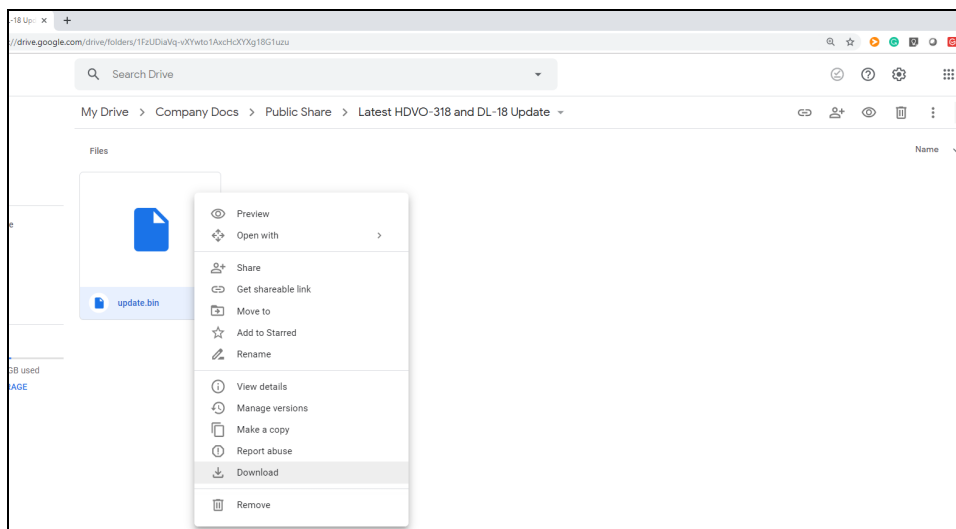 -18 Up
://drive.google.com/drive/folders/1FzUDiaVq-vXYwto1AxcHcXYXg18G1uzu
Search Drive
My Drive > Company Docs > Public Share > Latest HDVO-318 and DL-18 Update
Files
Name
e
Preview
Open with
Share
Get shareable link
update.bin
Move to
Add to Starred
Rename
GB used
RAGE
View details
Manage versions
Make a copy
Report abuse
Download
Remove